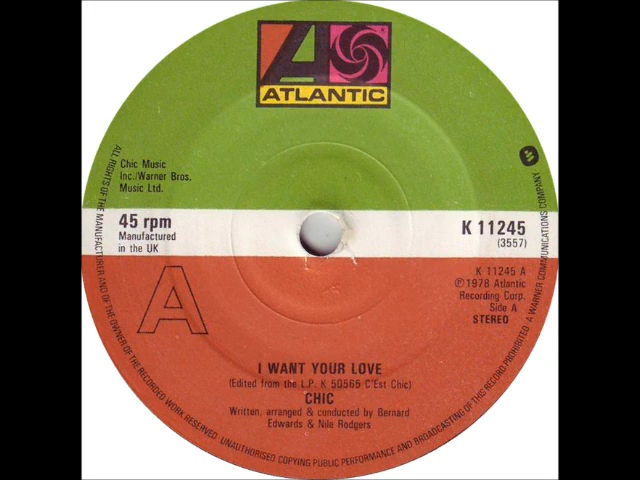 ATLANTIC
Chic Music
Inc./Warner Bros.
Music Ltd.
45 rpm
Manufactured
in the UK
K 11245
(3557)
A
K 11245 A
℗1978 Atlantic
Recording Corp.
Side A
STEREO
I WANT YOUR LOVE
(Edited from the L.P. K 50565 C'Est Chic)
CHIC
Written, arranged & conducted by Bernard
Edwards & Nile Rodgers
ALL RIGHTS OF THE MANUFACTURER AND OF THE OWNER OF THE RECORDED WORK RESERVED. UNAUTHORISED COPYING PUBLIC PERFORMANCE AND BROADCASTING OF THIS RECORD PROHIBITED. A WARNER COMMUNICATIONS COMPANY